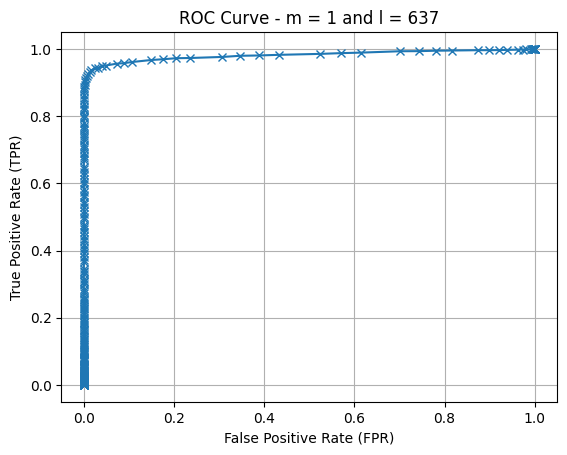 ROC Curve - m = 1 and l = 637
True Positive Rate (TPR)
1.0
0.8
0.6
0.4
0.2
0.0
0.0 0.2 0.4 0.6 0.8 1.0
False Positive Rate (FPR)